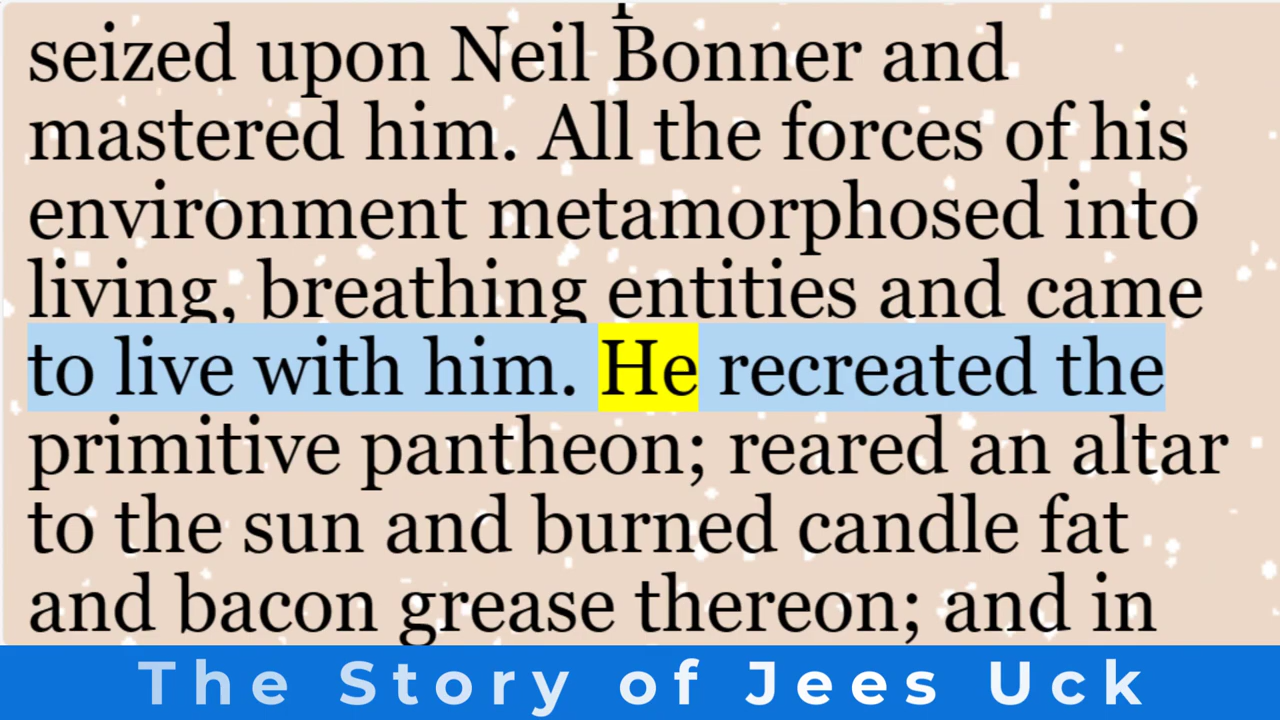 seized upon Neil Bonner and
mastered him. All the forces of his
environment metamorphosed into
living, breathing entities and came
to live with him. He recreated the
primitive pantheon; reared an altar
to the sun and burned candle fat
and bacon grease thereon; and in
The Story of Jees Uck